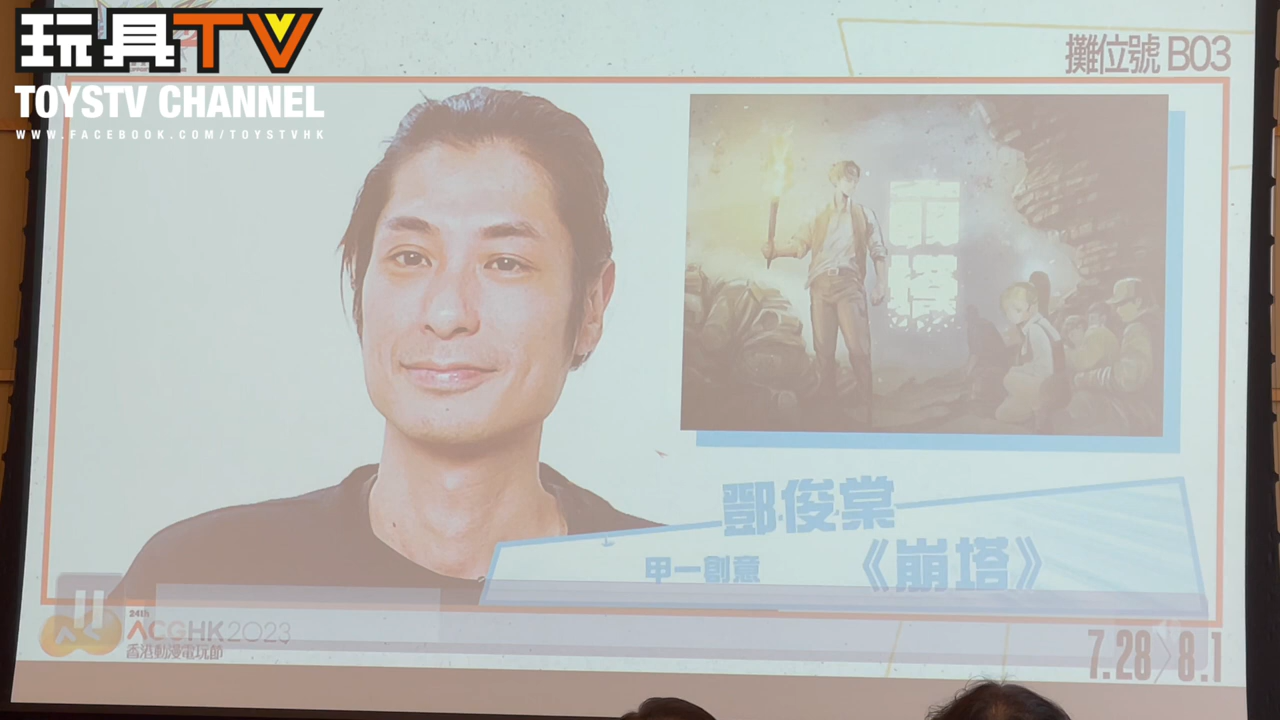 玩具TV
TOYSTV CHANNEL
WWW.FACEBOOK.COM/TOYSTVHK
攤位號 B03
鄧俊棠
甲一創意
《崩塔》
24th
ACGHK2023
香港動漫電玩節
7.28>8.1